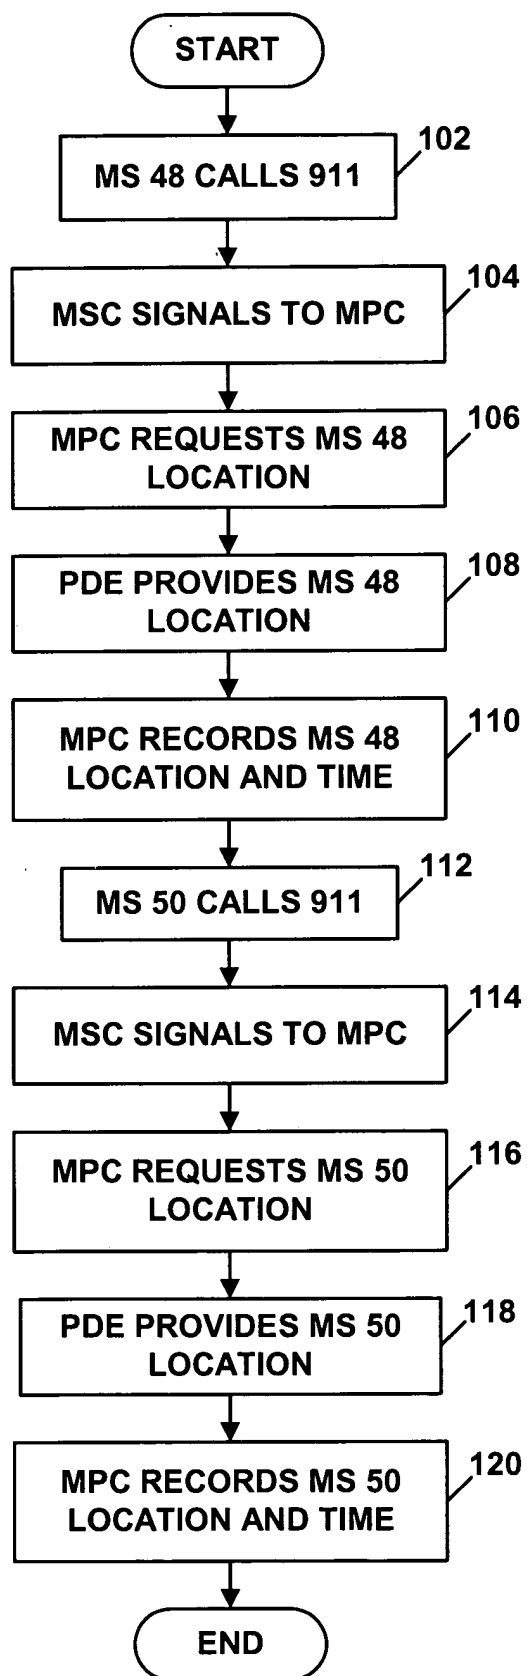 START
102
MS 48 CALLS 911
104
MSC SIGNALS TO MPC
106
MPC REQUESTS MS 48
LOCATION
108
PDE PROVIDES MS 48
LOCATION
110
MPC RECORDS MS 48
LOCATION AND TIME
112
MS 50 CALLS 911
114
MSC SIGNALS TO MPC
116
MPC REQUESTS MS 50
LOCATION
118
PDE PROVIDES MS 50
LOCATION
120
MPC RECORDS MS 50
LOCATION AND TIME
END